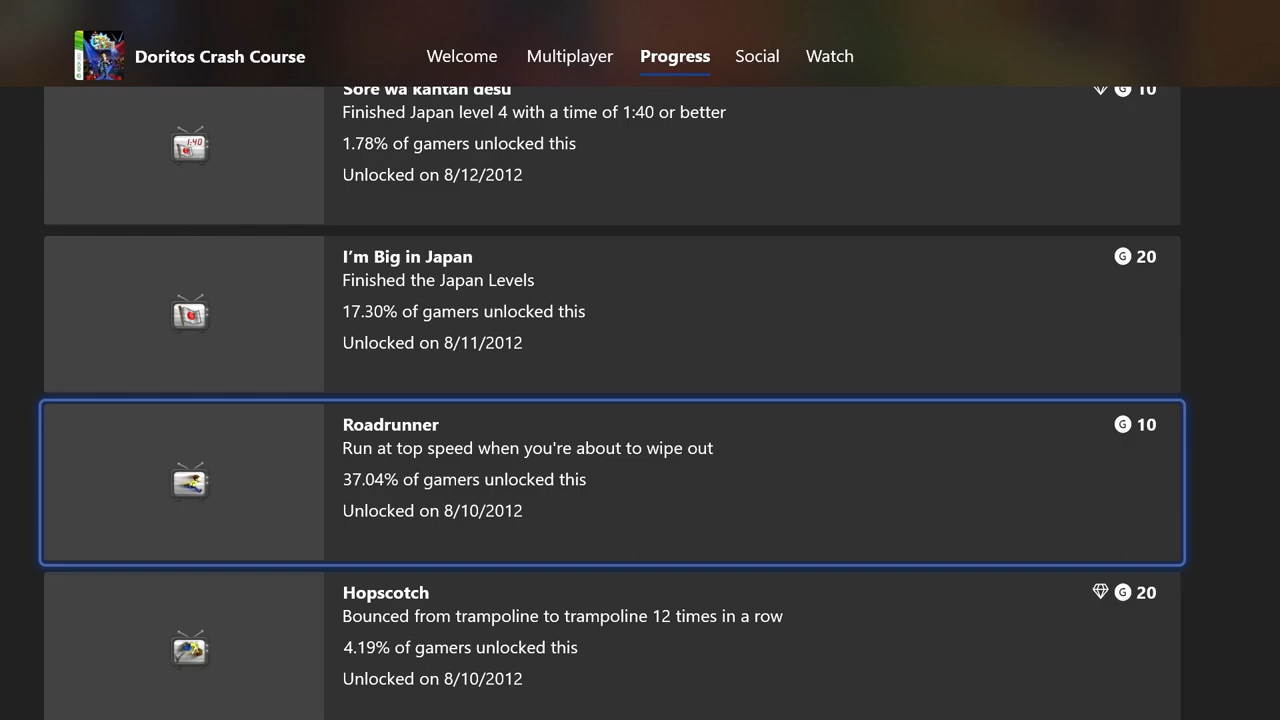 Doritos Crash Course
Welcome
Multiplayer
Progress
Social
Watch
Sore wa kantan desu
G 10
Finished Japan level 4 with a time of 1:40 or better
1.78% of gamers unlocked this
Unlocked on 8/12/2012
1:40
I’m Big in Japan
G 20
Finished the Japan Levels
17.30% of gamers unlocked this
Unlocked on 8/11/2012
Roadrunner
G 10
Run at top speed when you're about to wipe out
37.04% of gamers unlocked this
Unlocked on 8/10/2012
Hopscotch
G 20
Bounced from trampoline to trampoline 12 times in a row
4.19% of gamers unlocked this
Unlocked on 8/10/2012